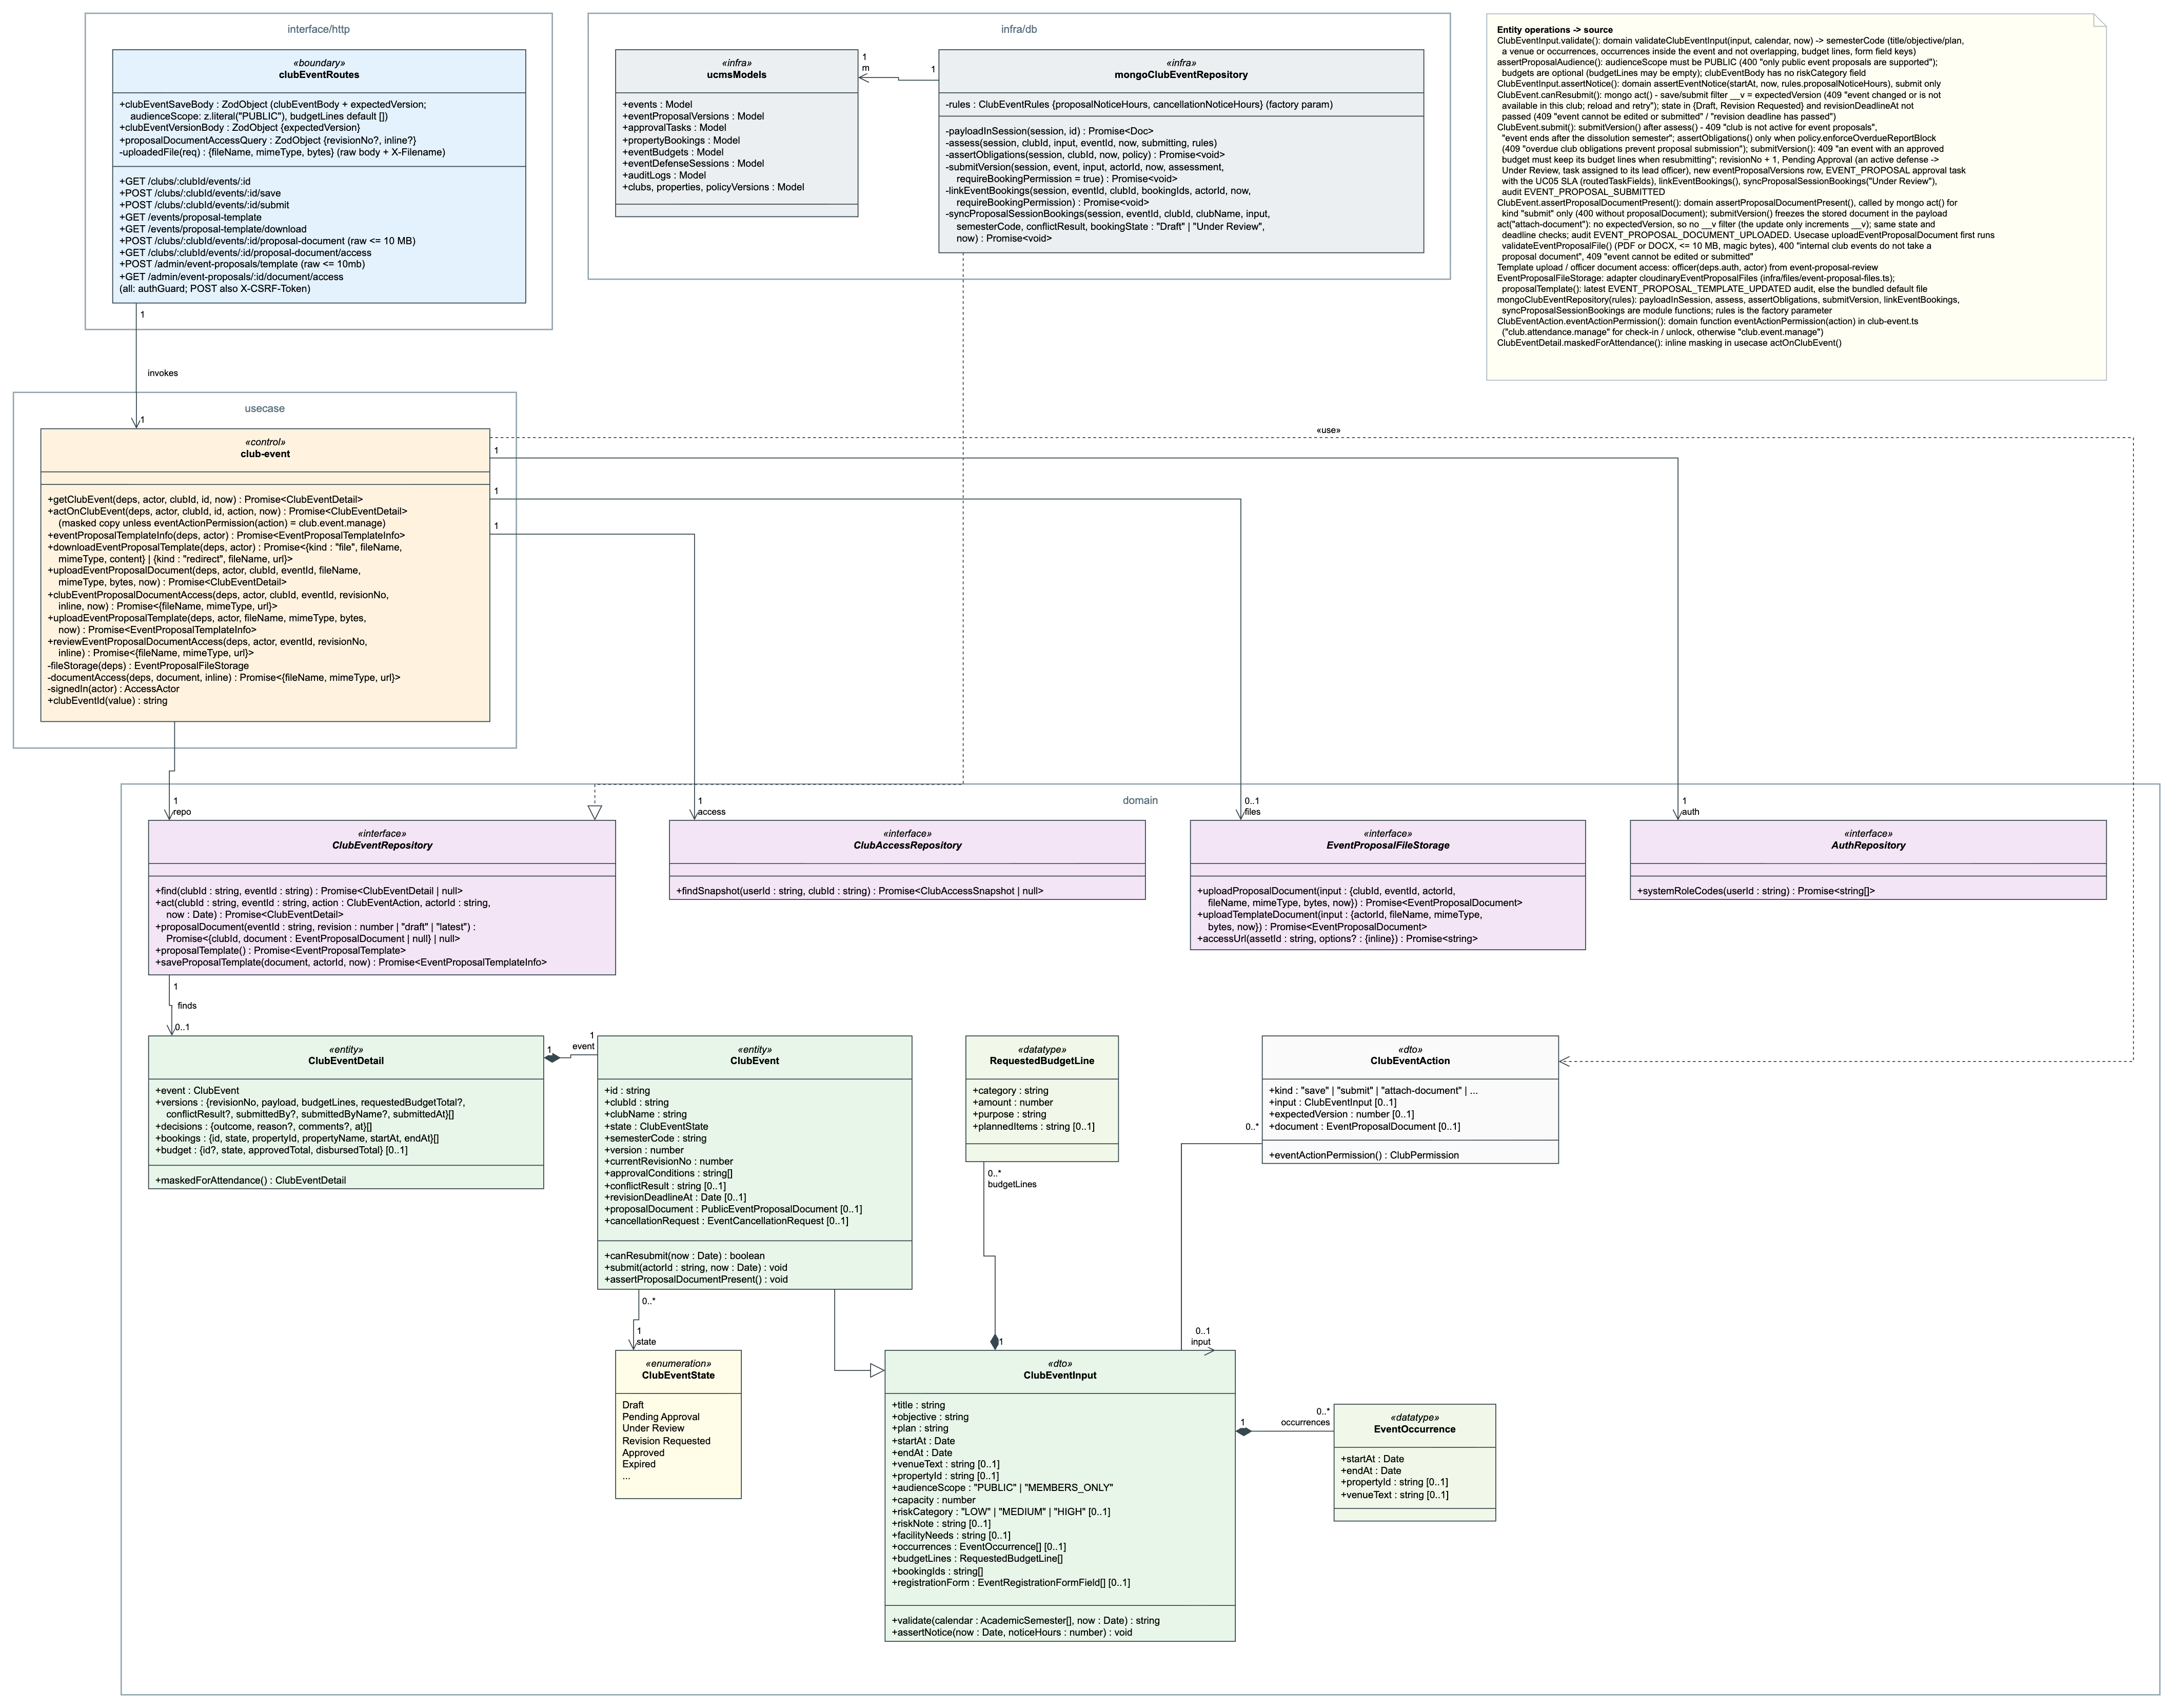 interface/http
«boundary»
clubEventRoutes
+clubEventSaveBody : ZodObject (clubEventBody + expectedVersion;
audienceScope: z.literal("PUBLIC"), budgetLines default [])
+clubEventVersionBody : ZodObject {expectedVersion}
+proposalDocumentAccessQuery : ZodObject {revisionNo?, inline?}
-uploadedFile(req) : {fileName, mimeType, bytes} (raw body + X-Filename)
+GET /clubs/:clubId/events/:id
+POST /clubs/:clubId/events/:id/save
+POST /clubs/:clubId/events/:id/submit
+GET /events/proposal-template
+GET /events/proposal-template/download
+POST /clubs/:clubId/events/:id/proposal-document (raw <= 10 MB)
+GET /clubs/:clubId/events/:id/proposal-document/access
+POST /admin/event-proposals/template (raw <= 10mb)
+GET /admin/event-proposals/:id/document/access
(all: authGuard; POST also X-CSRF-Token)
1
invokes
1
infra/db
«infra»
ucmsModels
+events : Model
+eventProposalVersions : Model
+approvalTasks : Model
+propertyBookings : Model
+eventBudgets : Model
+eventDefenseSessions : Model
+auditLogs : Model
+clubs, properties, policyVersions : Model
1
m
1
«infra»
mongoClubEventRepository
-rules : ClubEventRules {proposalNoticeHours, cancellationNoticeHours} (factory param)
-payloadInSession(session, id) : Promise<Doc>
-assess(session, clubId, input, eventId, now, submitting, rules)
-assertObligations(session, clubId, now, policy) : Promise<void>
-submitVersion(session, event, input, actorId, now, assessment,
requireBookingPermission = true) : Promise<void>
-linkEventBookings(session, eventId, clubId, bookingIds, actorId, now,
requireBookingPermission) : Promise<void>
-syncProposalSessionBookings(session, eventId, clubId, clubName, input,
semesterCode, conflictResult, bookingState : "Draft" | "Under Review",
now) : Promise<void>
Entity operations -> source
ClubEventInput.validate(): domain validateClubEventInput(input, calendar, now) -> semesterCode (title/objective/plan,
a venue or occurrences, occurrences inside the event and not overlapping, budget lines, form field keys)
assertProposalAudience(): audienceScope must be PUBLIC (400 "only public event proposals are supported");
budgets are optional (budgetLines may be empty); clubEventBody has no riskCategory field
ClubEventInput.assertNotice(): domain assertEventNotice(startAt, now, rules.proposalNoticeHours), submit only
ClubEvent.canResubmit(): mongo act() - save/submit filter __v = expectedVersion (409 "event changed or is not
available in this club; reload and retry"); state in {Draft, Revision Requested} and revisionDeadlineAt not
passed (409 "event cannot be edited or submitted" / "revision deadline has passed")
ClubEvent.submit(): submitVersion() after assess() - 409 "club is not active for event proposals",
"event ends after the dissolution semester"; assertObligations() only when policy.enforceOverdueReportBlock
(409 "overdue club obligations prevent proposal submission"); submitVersion(): 409 "an event with an approved
budget must keep its budget lines when resubmitting"; revisionNo + 1, Pending Approval (an active defense ->
Under Review, task assigned to its lead officer), new eventProposalVersions row, EVENT_PROPOSAL approval task
with the UC05 SLA (routedTaskFields), linkEventBookings(), syncProposalSessionBookings("Under Review"),
audit EVENT_PROPOSAL_SUBMITTED
ClubEvent.assertProposalDocumentPresent(): domain assertProposalDocumentPresent(), called by mongo act() for
kind "submit" only (400 without proposalDocument); submitVersion() freezes the stored document in the payload
act("attach-document"): no expectedVersion, so no __v filter (the update only increments __v); same state and
deadline checks; audit EVENT_PROPOSAL_DOCUMENT_UPLOADED. Usecase uploadEventProposalDocument first runs
validateEventProposalFile() (PDF or DOCX, <= 10 MB, magic bytes), 400 "internal club events do not take a
proposal document", 409 "event cannot be edited or submitted"
Template upload / officer document access: officer(deps.auth, actor) from event-proposal-review
EventProposalFileStorage: adapter cloudinaryEventProposalFiles (infra/files/event-proposal-files.ts);
proposalTemplate(): latest EVENT_PROPOSAL_TEMPLATE_UPDATED audit, else the bundled default file
mongoClubEventRepository(rules): payloadInSession, assess, assertObligations, submitVersion, linkEventBookings,
syncProposalSessionBookings are module functions; rules is the factory parameter
ClubEventAction.eventActionPermission(): domain function eventActionPermission(action) in club-event.ts
("club.attendance.manage" for check-in / unlock, otherwise "club.event.manage")
ClubEventDetail.maskedForAttendance(): inline masking in usecase actOnClubEvent()
usecase
«control»
club-event
+getClubEvent(deps, actor, clubId, id, now) : Promise<ClubEventDetail>
+actOnClubEvent(deps, actor, clubId, id, action, now) : Promise<ClubEventDetail>
(masked copy unless eventActionPermission(action) = club.event.manage)
+eventProposalTemplateInfo(deps, actor) : Promise<EventProposalTemplateInfo>
+downloadEventProposalTemplate(deps, actor) : Promise<{kind : "file", fileName,
mimeType, content} | {kind : "redirect", fileName, url}>
+uploadEventProposalDocument(deps, actor, clubId, eventId, fileName,
mimeType, bytes, now) : Promise<ClubEventDetail>
+clubEventProposalDocumentAccess(deps, actor, clubId, eventId, revisionNo,
inline, now) : Promise<{fileName, mimeType, url}>
+uploadEventProposalTemplate(deps, actor, fileName, mimeType, bytes,
now) : Promise<EventProposalTemplateInfo>
+reviewEventProposalDocumentAccess(deps, actor, eventId, revisionNo,
inline) : Promise<{fileName, mimeType, url}>
-fileStorage(deps) : EventProposalFileStorage
-documentAccess(deps, document, inline) : Promise<{fileName, mimeType, url}>
-signedIn(actor) : AccessActor
+clubEventId(value) : string
«use»
1
1
1
domain
1
repo
1
access
0..1
files
1
auth
«interface»
ClubEventRepository
+find(clubId : string, eventId : string) : Promise<ClubEventDetail | null>
+act(clubId : string, eventId : string, action : ClubEventAction, actorId : string,
now : Date) : Promise<ClubEventDetail>
+proposalDocument(eventId : string, revision : number | "draft" | "latest") :
Promise<{clubId, document : EventProposalDocument | null} | null>
+proposalTemplate() : Promise<EventProposalTemplate>
+saveProposalTemplate(document, actorId, now) : Promise<EventProposalTemplateInfo>
«interface»
ClubAccessRepository
+findSnapshot(userId : string, clubId : string) : Promise<ClubAccessSnapshot | null>
«interface»
EventProposalFileStorage
+uploadProposalDocument(input : {clubId, eventId, actorId,
fileName, mimeType, bytes, now}) : Promise<EventProposalDocument>
+uploadTemplateDocument(input : {actorId, fileName, mimeType,
bytes, now}) : Promise<EventProposalDocument>
+accessUrl(assetId : string, options? : {inline}) : Promise<string>
«interface»
AuthRepository
+systemRoleCodes(userId : string) : Promise<string[]>
1
finds
0..1
«entity»
ClubEventDetail
+event : ClubEvent
+versions : {revisionNo, payload, budgetLines, requestedBudgetTotal?,
conflictResult?, submittedBy?, submittedByName?, submittedAt}[]
+decisions : {outcome, reason?, comments?, at}[]
+bookings : {id, state, propertyId, propertyName, startAt, endAt}[]
+budget : {id?, state, approvedTotal, disbursedTotal} [0..1]
+maskedForAttendance() : ClubEventDetail
1
1
event
«entity»
ClubEvent
+id : string
+clubId : string
+clubName : string
+state : ClubEventState
+semesterCode : string
+version : number
+currentRevisionNo : number
+approvalConditions : string[]
+conflictResult : string [0..1]
+revisionDeadlineAt : Date [0..1]
+proposalDocument : PublicEventProposalDocument [0..1]
+cancellationRequest : EventCancellationRequest [0..1]
+canResubmit(now : Date) : boolean
+submit(actorId : string, now : Date) : void
+assertProposalDocumentPresent() : void
«datatype»
RequestedBudgetLine
+category : string
+amount : number
+purpose : string
+plannedItems : string [0..1]
0..*
budgetLines
1
«dto»
ClubEventAction
+kind : "save" | "submit" | "attach-document" | ...
+input : ClubEventInput [0..1]
+expectedVersion : number [0..1]
+document : EventProposalDocument [0..1]
+eventActionPermission() : ClubPermission
0..*
0..1
input
0..*
1
state
«enumeration»
ClubEventState
Draft
Pending Approval
Under Review
Revision Requested
Approved
Expired
...
«dto»
ClubEventInput
+title : string
+objective : string
+plan : string
+startAt : Date
+endAt : Date
+venueText : string [0..1]
+propertyId : string [0..1]
+audienceScope : "PUBLIC" | "MEMBERS_ONLY"
+capacity : number
+riskCategory : "LOW" | "MEDIUM" | "HIGH" [0..1]
+riskNote : string [0..1]
+facilityNeeds : string [0..1]
+occurrences : EventOccurrence[] [0..1]
+budgetLines : RequestedBudgetLine[]
+bookingIds : string[]
+registrationForm : EventRegistrationFormField[] [0..1]
+validate(calendar : AcademicSemester[], now : Date) : string
+assertNotice(now : Date, noticeHours : number) : void
1
0..*
occurrences
«datatype»
EventOccurrence
+startAt : Date
+endAt : Date
+propertyId : string [0..1]
+venueText : string [0..1]